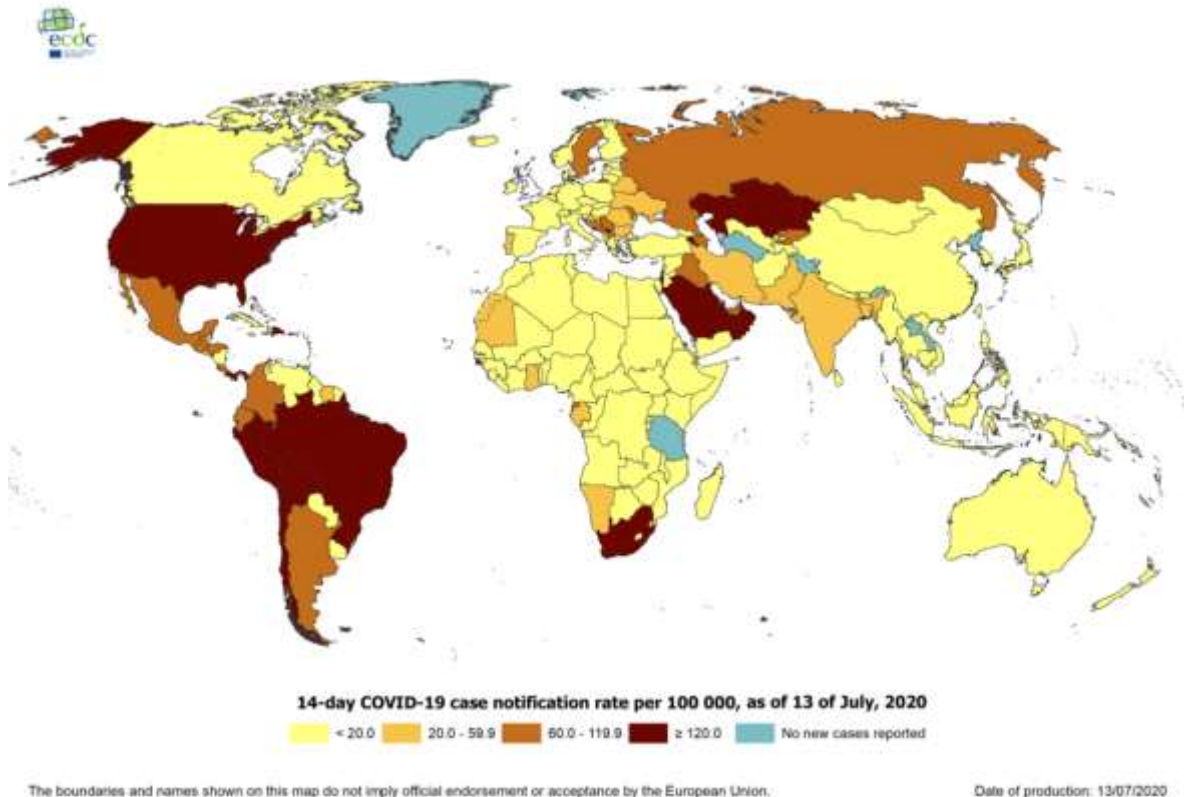 ecdc
14-day COVID-19 case notification rate per 100 000, as of 13 of July, 2020
< 20.0 20.0 - 59.9 60.0 - 119.9 ≥ 120.0 No new cases reported
The boundaries and names shown on this map do not imply official endorsement or acceptance by the European Union. Date of production: 13/07/2020